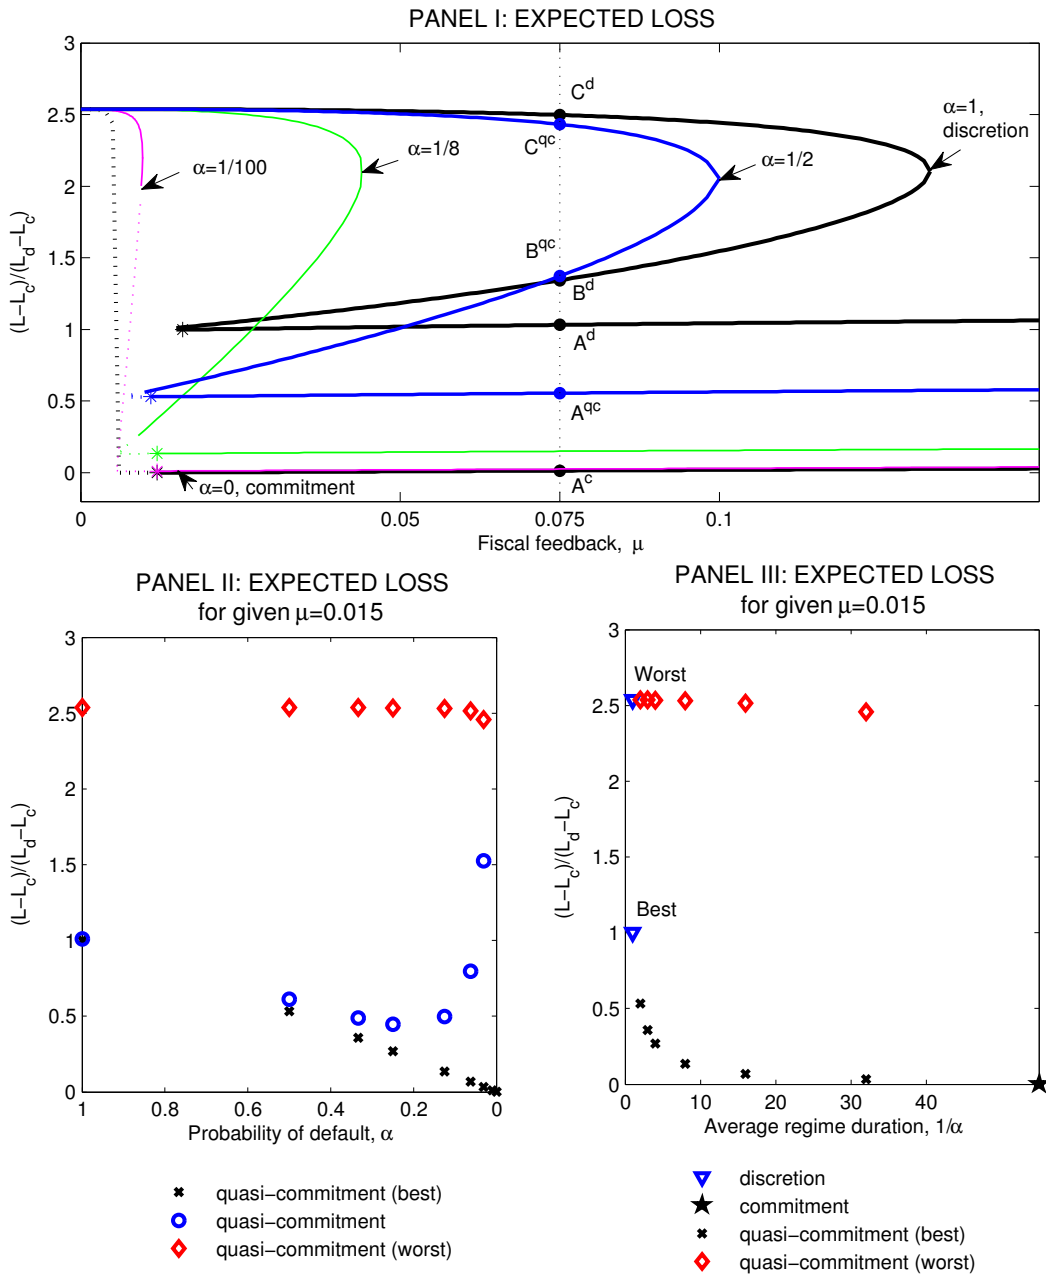 PANEL I: EXPECTED LOSS
3
2.5
2
1.5
1
0.5
0
(L−L_c)/(L_d−L_c)
C^d
C^qc
α=1,
discretion
α=1/100
α=1/8
α=1/2
B^qc
B^d
A^d
A^qc
α=0, commitment
A^c
0
0.05
0.075
0.1
Fiscal feedback, μ
PANEL II: EXPECTED LOSS
for given μ=0.015
3
2.5
2
1.5
1
0.5
0
(L−L_c)/(L_d−L_c)
1
0.8
0.6
0.4
0.2
0
Probability of default, α
quasi−commitment (best)
quasi−commitment
quasi−commitment (worst)
PANEL III: EXPECTED LOSS
for given μ=0.015
3
2.5
2
1.5
1
0.5
0
(L−L_c)/(L_d−L_c)
Worst
Best
0
10
20
30
40
Average regime duration, 1/α
discretion
commitment
quasi−commitment (best)
quasi−commitment (worst)